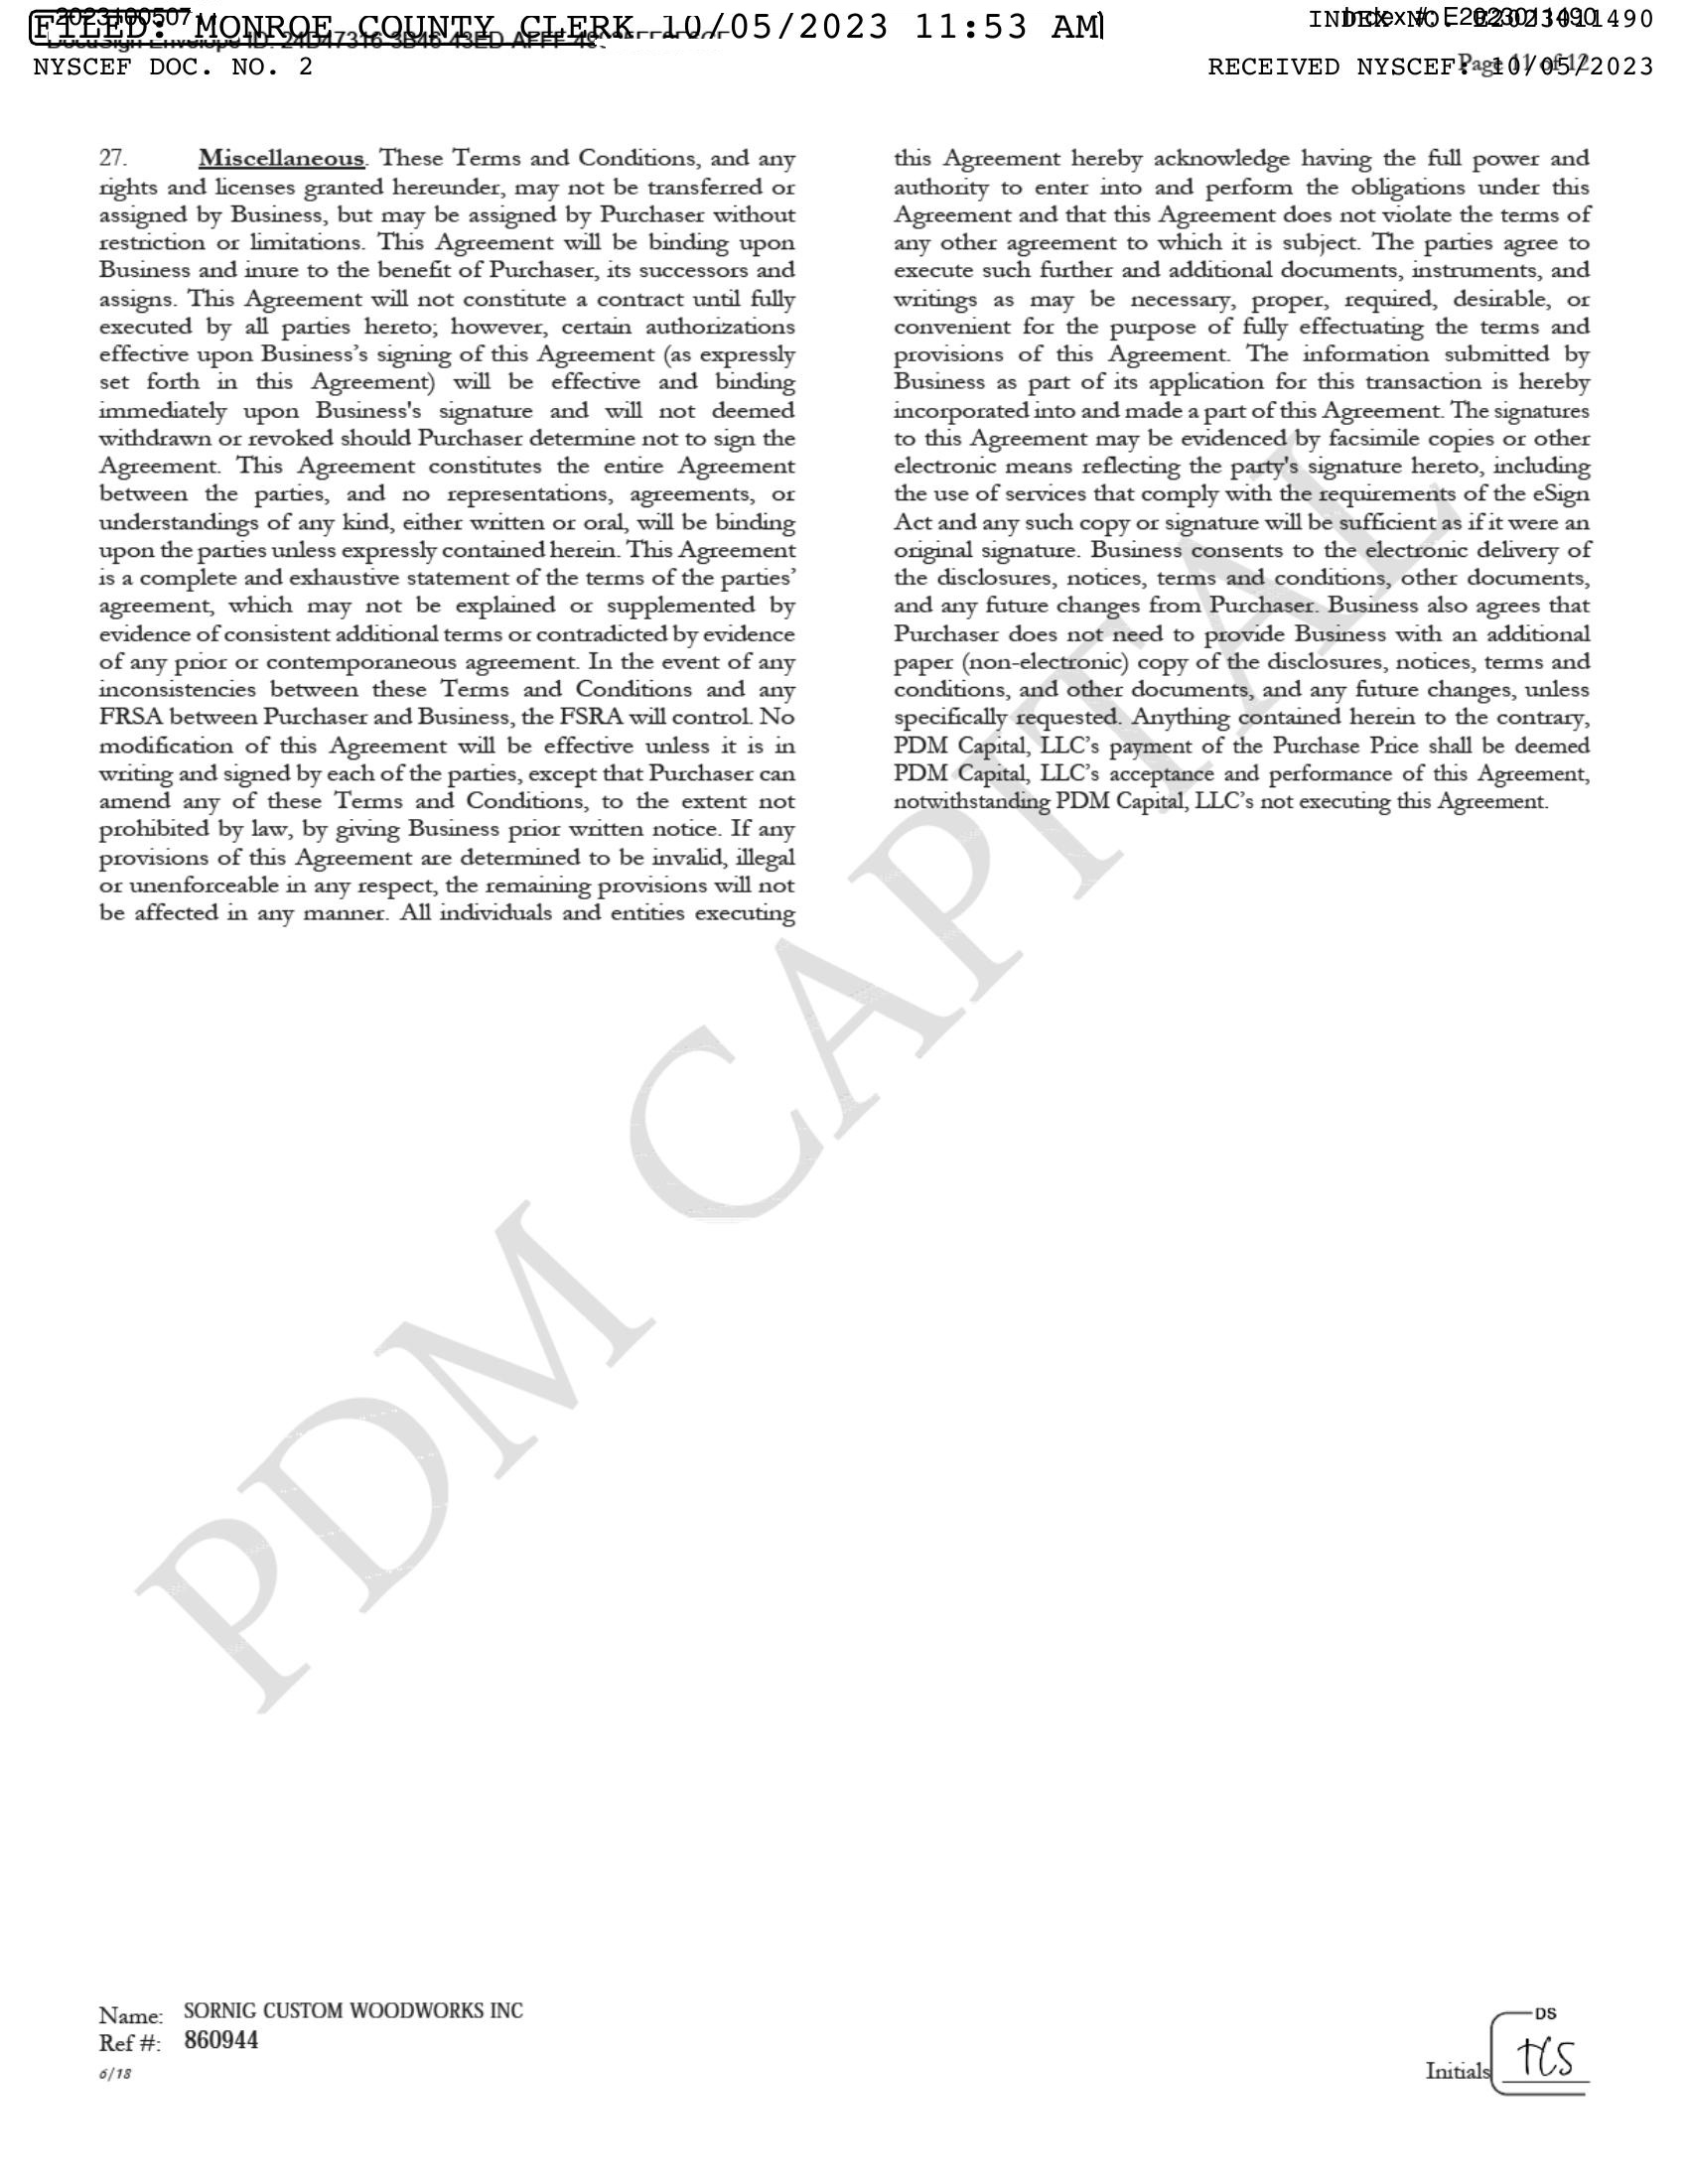 202310050711
FILED: MONROE COUNTY CLERK 10/05/2023 11:53 AM
INDEX NO. E2023011490
Index #: E2023011490
DocuSign Envelope ID: 24D47316-3B46-43ED-AFFF-
NYSCEF DOC. NO. 2
Page 11 of 12
RECEIVED NYSCEF: 10/05/2023
27. Miscellaneous. These Terms and Conditions, and any
rights and licenses granted hereunder, may not be transferred or
assigned by Business, but may be assigned by Purchaser without
restriction or limitations. This Agreement will be binding upon
Business and inure to the benefit of Purchaser, its successors and
assigns. This Agreement will not constitute a contract until fully
executed by all parties hereto; however, certain authorizations
effective upon Business’s signing of this Agreement (as expressly
set forth in this Agreement) will be effective and binding
immediately upon Business's signature and will not deemed
withdrawn or revoked should Purchaser determine not to sign the
Agreement. This Agreement constitutes the entire Agreement
between the parties, and no representations, agreements, or
understandings of any kind, either written or oral, will be binding
upon the parties unless expressly contained herein. This Agreement
is a complete and exhaustive statement of the terms of the parties’
agreement, which may not be explained or supplemented by
evidence of consistent additional terms or contradicted by evidence
of any prior or contemporaneous agreement. In the event of any
inconsistencies between these Terms and Conditions and any
FRSA between Purchaser and Business, the FSRA will control. No
modification of this Agreement will be effective unless it is in
writing and signed by each of the parties, except that Purchaser can
amend any of these Terms and Conditions, to the extent not
prohibited by law, by giving Business prior written notice. If any
provisions of this Agreement are determined to be invalid, illegal
or unenforceable in any respect, the remaining provisions will not
be affected in any manner. All individuals and entities executing
this Agreement hereby acknowledge having the full power and
authority to enter into and perform the obligations under this
Agreement and that this Agreement does not violate the terms of
any other agreement to which it is subject. The parties agree to
execute such further and additional documents, instruments, and
writings as may be necessary, proper, required, desirable, or
convenient for the purpose of fully effectuating the terms and
provisions of this Agreement. The information submitted by
Business as part of its application for this transaction is hereby
incorporated into and made a part of this Agreement. The signatures
to this Agreement may be evidenced by facsimile copies or other
electronic means reflecting the party's signature hereto, including
the use of services that comply with the requirements of the eSign
Act and any such copy or signature will be sufficient as if it were an
original signature. Business consents to the electronic delivery of
the disclosures, notices, terms and conditions, other documents,
and any future changes from Purchaser. Business also agrees that
Purchaser does not need to provide Business with an additional
paper (non-electronic) copy of the disclosures, notices, terms and
conditions, and other documents, and any future changes, unless
specifically requested. Anything contained herein to the contrary,
PDM Capital, LLC’s payment of the Purchase Price shall be deemed
PDM Capital, LLC’s acceptance and performance of this Agreement,
notwithstanding PDM Capital, LLC’s not executing this Agreement.
PDM CAPITAL
Name: SORNIG CUSTOM WOODWORKS INC
Ref #: 860944
6/18
DS
Initials TCS